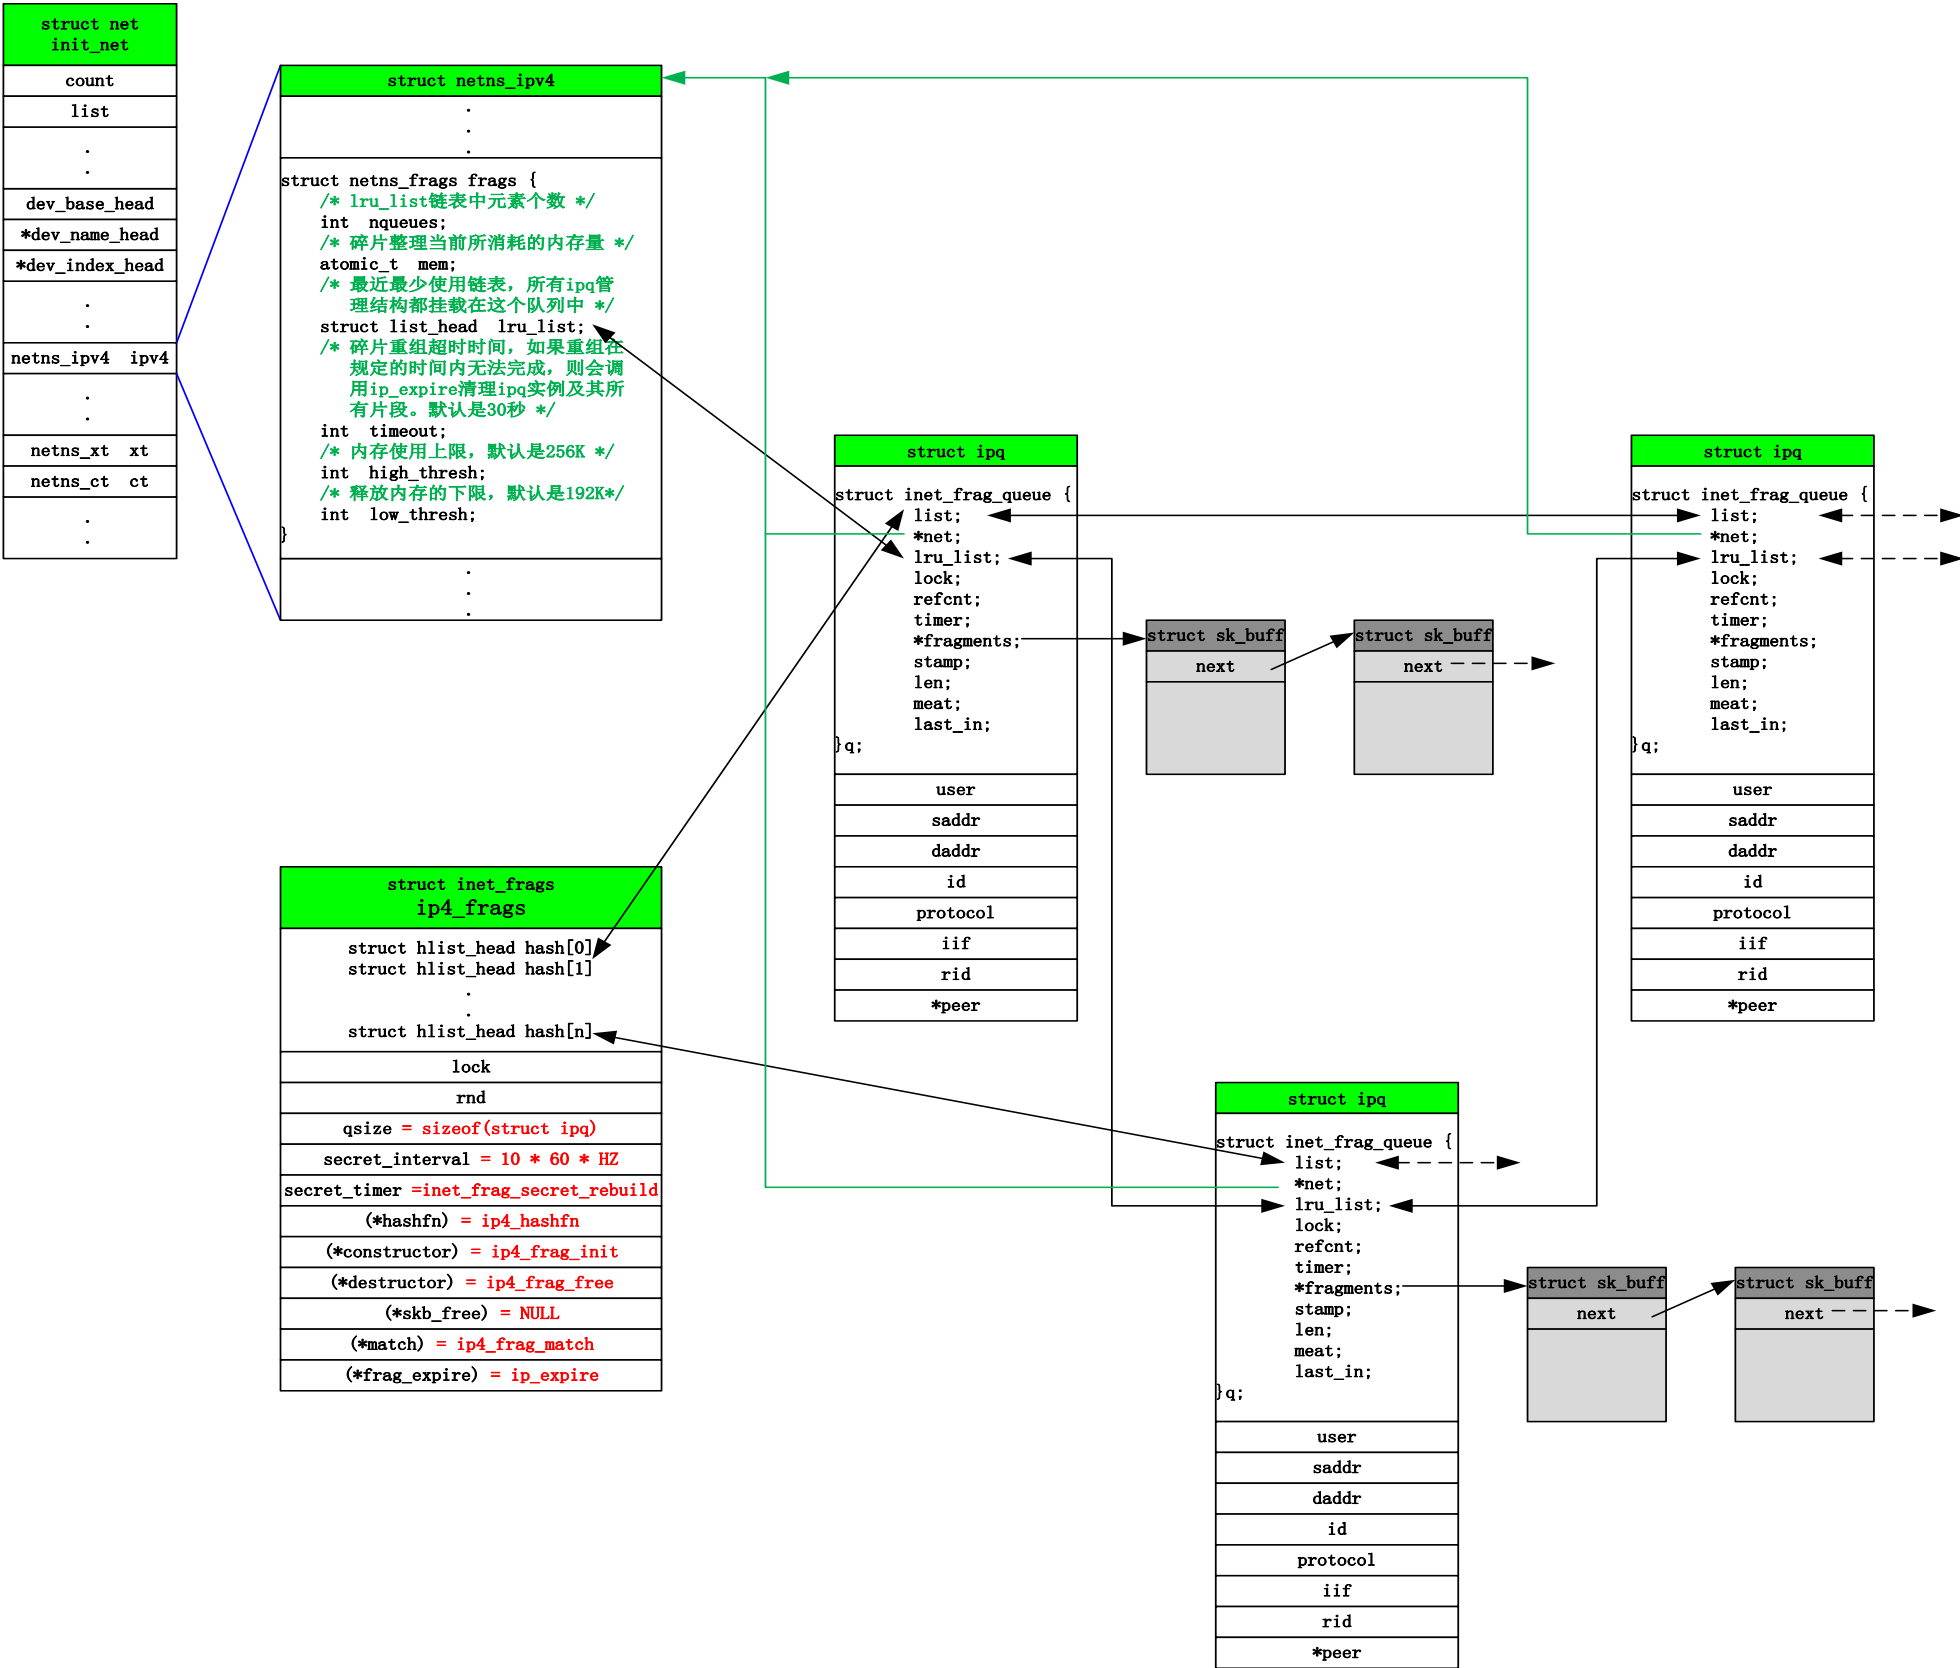 struct net
init_net
count
list
.
.
dev_base_head
*dev_name_head
*dev_index_head
.
.
netns_ipv4  ipv4
.
.
netns_xt  xt
netns_ct  ct
.
.
struct netns_ipv4
.
.
.
struct netns_frags frags {
/* lru_list链表中元素个数 */
int  nqueues;
/* 碎片整理当前所消耗的内存量 */
atomic_t  mem;
/* 最近最少使用链表，所有ipq管
理结构都挂载在这个队列中 */
struct list_head  lru_list;
/* 碎片重组超时时间，如果重组在
规定的时间内无法完成，则会调
用ip_expire清理ipq实例及其所
有片段。默认是30秒 */
int  timeout;
/* 内存使用上限，默认是256K */
int  high_thresh;
/* 释放内存的下限，默认是192K*/
int  low_thresh;
}
.
.
.
struct inet_frags
ip4_frags
struct hlist_head hash[0]
struct hlist_head hash[1]
.
.
struct hlist_head hash[n]
lock
rnd
qsize = sizeof(struct ipq)
secret_interval = 10 * 60 * HZ
secret_timer =inet_frag_secret_rebuild
(*hashfn) = ip4_hashfn
(*constructor) = ip4_frag_init
(*destructor) = ip4_frag_free
(*skb_free) = NULL
(*match) = ip4_frag_match
(*frag_expire) = ip_expire
struct ipq
struct inet_frag_queue {
list;
*net;
lru_list;
lock;
refcnt;
timer;
*fragments;
stamp;
len;
meat;
last_in;
}q;
user
saddr
daddr
id
protocol
iif
rid
*peer
struct sk_buff
next
struct sk_buff
next
struct ipq
struct inet_frag_queue {
list;
*net;
lru_list;
lock;
refcnt;
timer;
*fragments;
stamp;
len;
meat;
last_in;
}q;
user
saddr
daddr
id
protocol
iif
rid
*peer
struct ipq
struct inet_frag_queue {
list;
*net;
lru_list;
lock;
refcnt;
timer;
*fragments;
stamp;
len;
meat;
last_in;
}q;
user
saddr
daddr
id
protocol
iif
rid
*peer
struct sk_buff
next
struct sk_buff
next